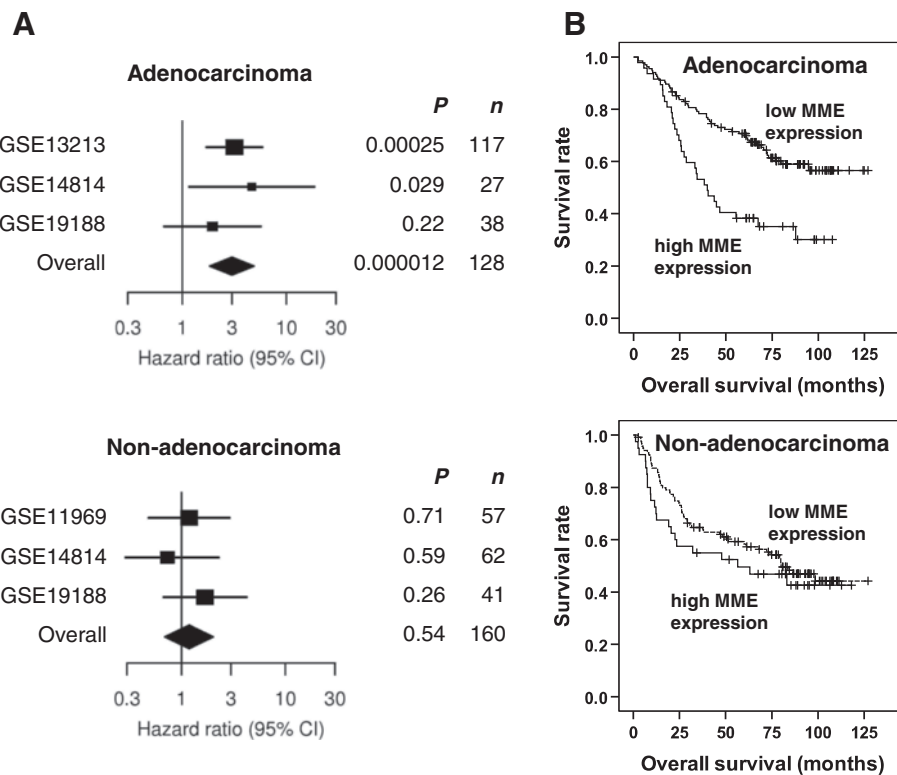 A
Adenocarcinoma
P n
GSE13213 0.00025 117
GSE14814 0.029 27
GSE19188 0.22 38
Overall 0.000012 128
0.3 1 3 10 30
Hazard ratio (95% CI)
Non-adenocarcinoma
P n
GSE11969 0.71 57
GSE14814 0.59 62
GSE19188 0.26 41
Overall 0.54 160
0.3 1 3 10 30
Hazard ratio (95% CI)
B
Adenocarcinoma
low MME
expression
high MME
expression
Survival rate
1.0
0.8
0.6
0.4
0.2
0.0
0 25 50 75 100 125
Overall survival (months)
Non-adenocarcinoma
low MME
expression
high MME
expression
Survival rate
1.0
0.8
0.6
0.4
0.2
0.0
0 25 50 75 100 125
Overall survival (months)